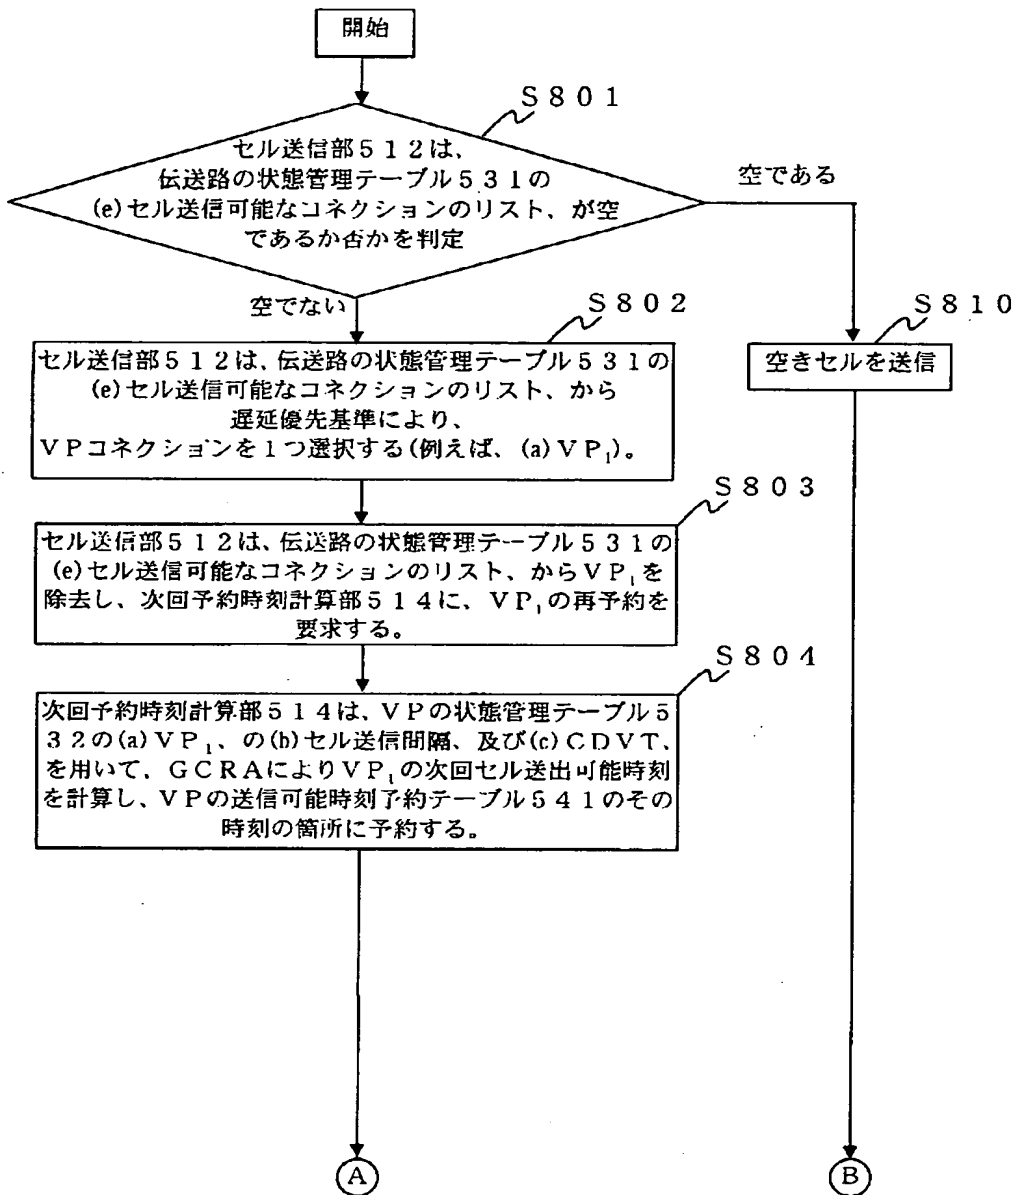 開始
S801
セル送信部512は、
伝送路の状態管理テーブル531の
(e)セル送信可能なコネクションのリスト、が空
であるか否かを判定
空である
空でない
S802
S810
セル送信部512は、伝送路の状態管理テーブル531の
(e)セル送信可能なコネクションのリスト、から
遅延優先基準により、
VPコネクションを1つ選択する(例えば、(a)VP₁)。
空きセルを送信
S803
セル送信部512は、伝送路の状態管理テーブル531の
(e)セル送信可能なコネクションのリスト、からVP₁を
除去し、次回予約時刻計算部514に、VP₁の再予約を
要求する。
S804
次回予約時刻計算部514は、VPの状態管理テーブル5
32の(a)VP₁、の(b)セル送信間隔、及び(c)CDVT、
を用いて、GCRAによりVP₁の次回セル送出可能時刻
を計算し、VPの送信可能時刻予約テーブル541のその
時刻の箇所に予約する。
A
B